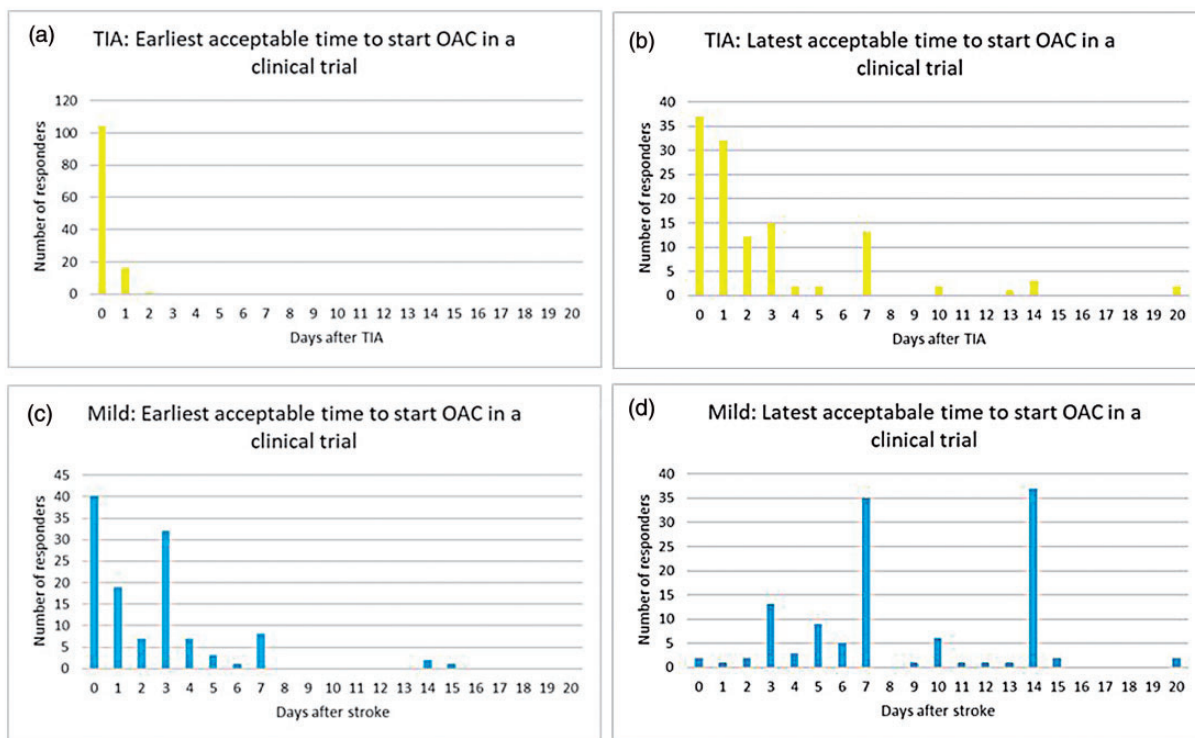 (a)
TIA: Earliest acceptable time to start OAC in a
clinical trial
Number of responders
120
100
80
60
40
20
0
0 1 2 3 4 5 6 7 8 9 10 11 12 13 14 15 16 17 18 19 20
Days after TIA
(b)
TIA: Latest acceptable time to start OAC in a
clinical trial
Number of responders
40
35
30
25
20
15
10
5
0
0 1 2 3 4 5 6 7 8 9 10 11 12 13 14 15 16 17 18 19 20
Days after TIA
(c)
Mild: Earliest acceptable time to start OAC in a
clinical trial
Number of responders
45
40
35
30
25
20
15
10
5
0
0 1 2 3 4 5 6 7 8 9 10 11 12 13 14 15 16 17 18 19 20
Days after stroke
(d)
Mild: Latest acceptabale time to start OAC in a
clinical trial
Number of responders
40
35
30
25
20
15
10
5
0
0 1 2 3 4 5 6 7 8 9 10 11 12 13 14 15 16 17 18 19 20
Days after stroke